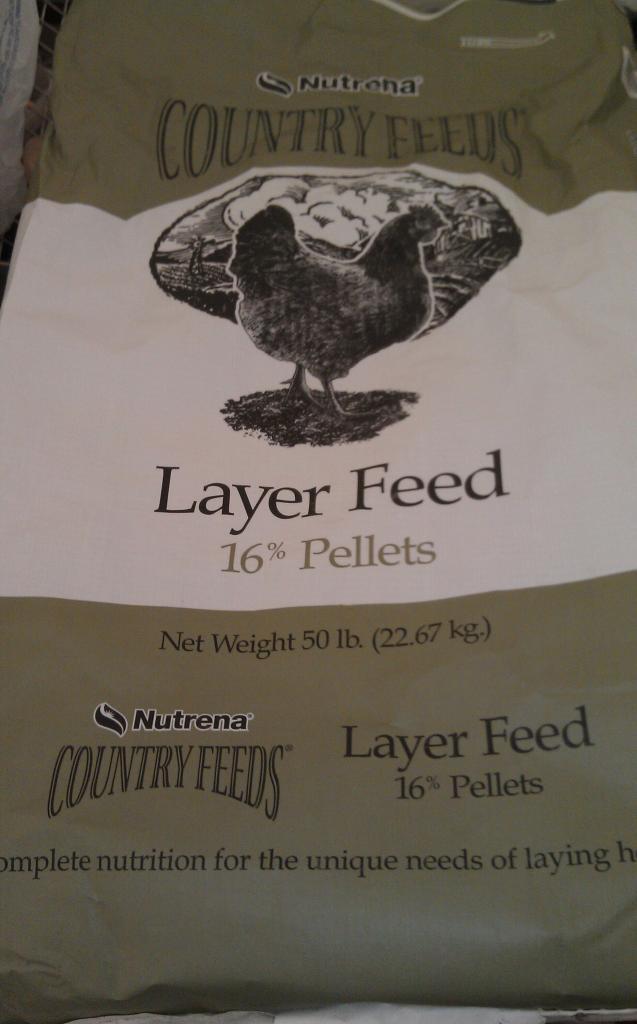 Nutrena®
COUNTRY FEEDS
Layer Feed
16% Pellets
Net Weight 50 lb. (22.67 kg.)
Nutrena®
COUNTRY FEEDS®
Layer Feed
16% Pellets
omplete nutrition for the unique needs of laying h